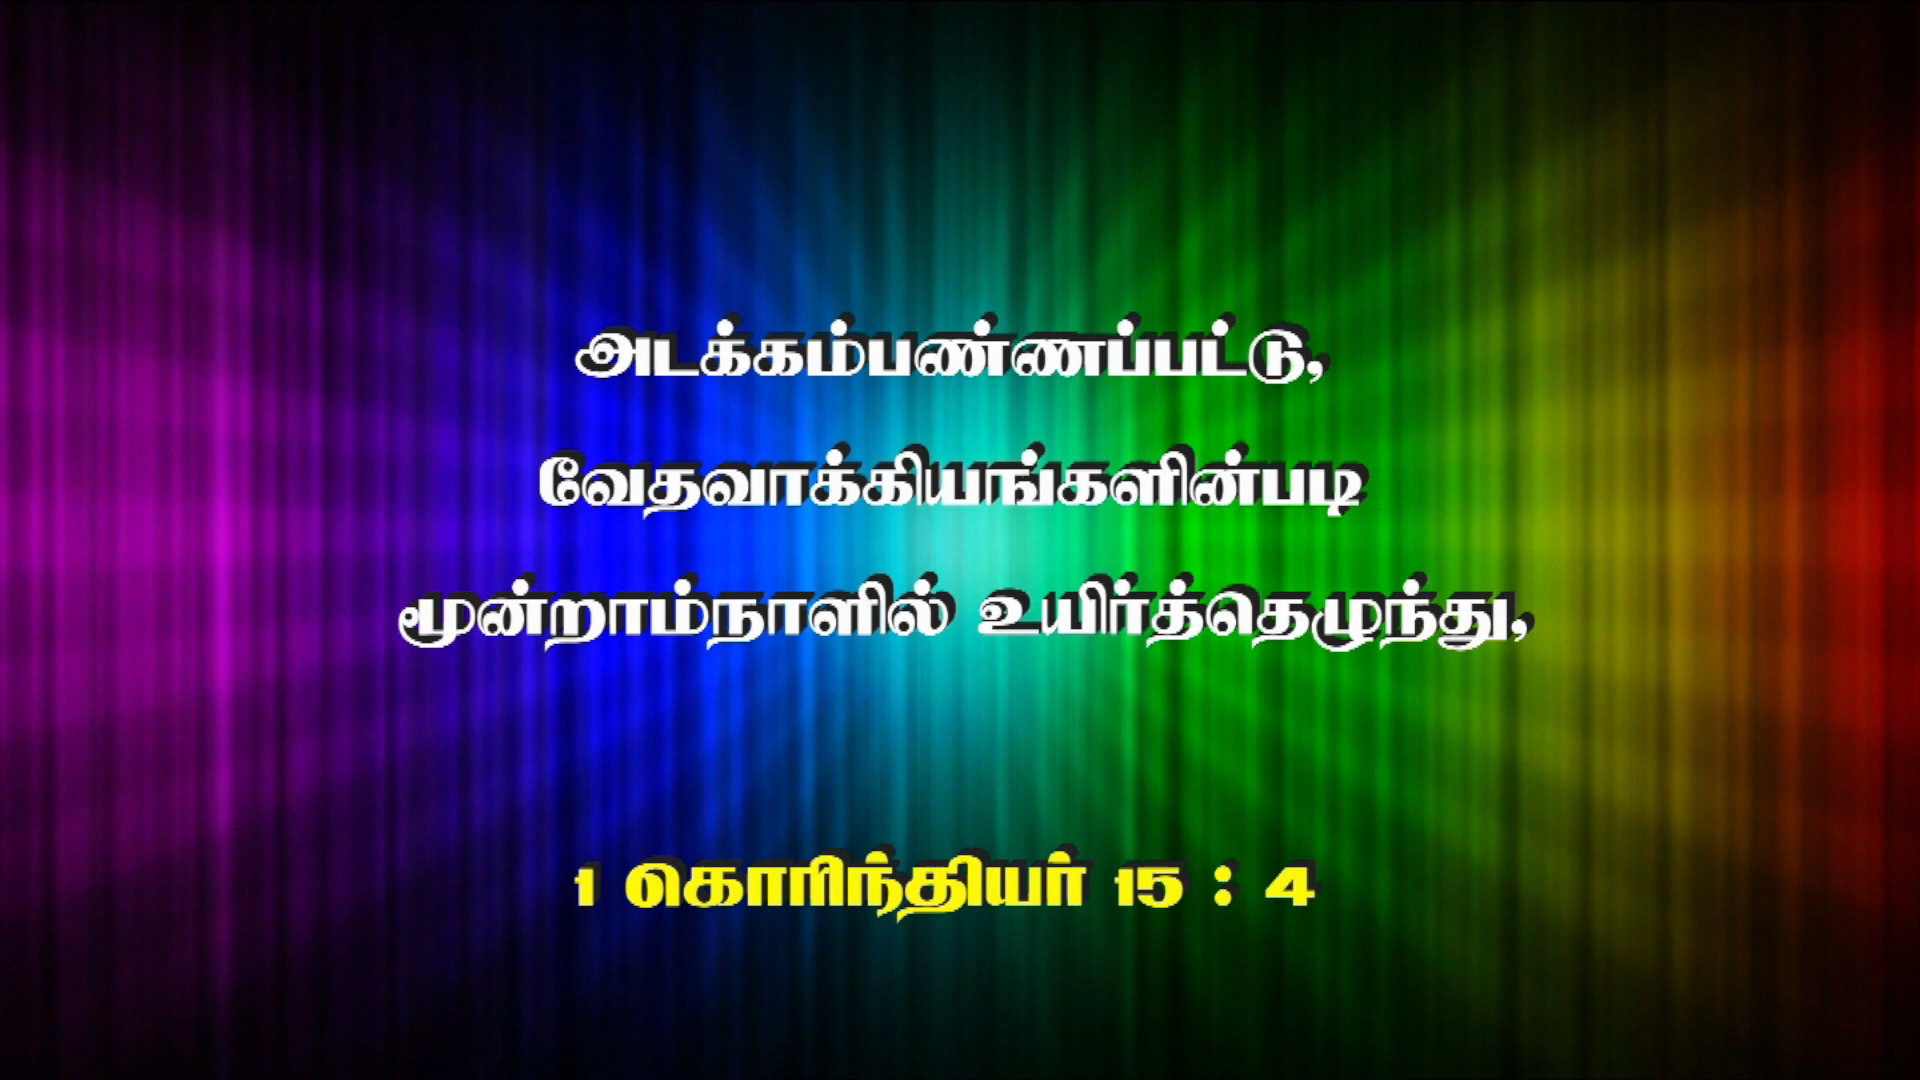 அடக்கம்பண்ணப்பட்டு,
வேதவாக்கியங்களின்படி
மூன்றாம்நாளில் உயிர்த்தெழுந்து,
1 கொரிந்தியர் 15 : 4